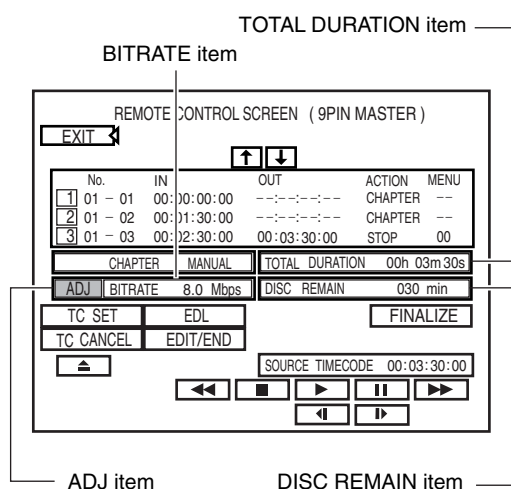 TOTAL DURATION item
BITRATE item
REMOTE CONTROL SCREEN ( 9PIN MASTER )
EXIT
No. IN OUT ACTION MENU
1 01 – 01 00:00:00:00 --:--:--:-- CHAPTER --
2 01 – 02 00:01:30:00 --:--:--:-- CHAPTER --
3 01 – 03 00:02:30:00 00:03:30:00 STOP 00
CHAPTER MANUAL TOTAL DURATION 00h 03m 30s
ADJ BITRATE 8.0 Mbps DISC REMAIN 030 min
TC SET EDL FINALIZE
TC CANCEL EDIT/END
SOURCE TIMECODE 00:03:30:00
ADJ item DISC REMAIN item